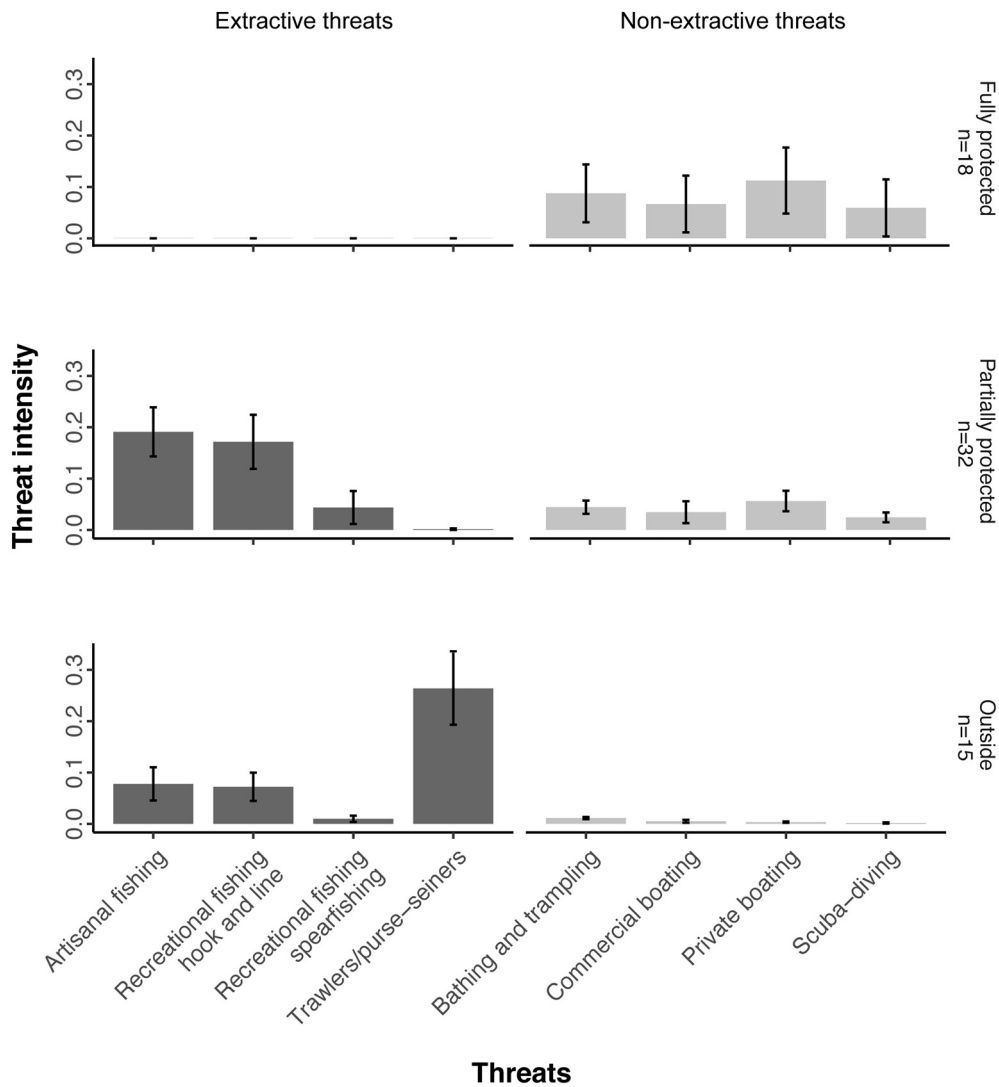 Extractive threats
Non-extractive threats
0.3
0.2
0.1
0.0
Fully protected
n=18
Threat intensity
0.3
0.2
0.1
0.0
Partially protected
n=32
0.3
0.2
0.1
0.0
Outside
n=15
Artisanal fishing
Recreational fishing
hook and line
Recreational fishing
spearfishing
Trawlers/purse−seiners
Bathing and trampling
Commercial boating
Private boating
Scuba−diving
Threats